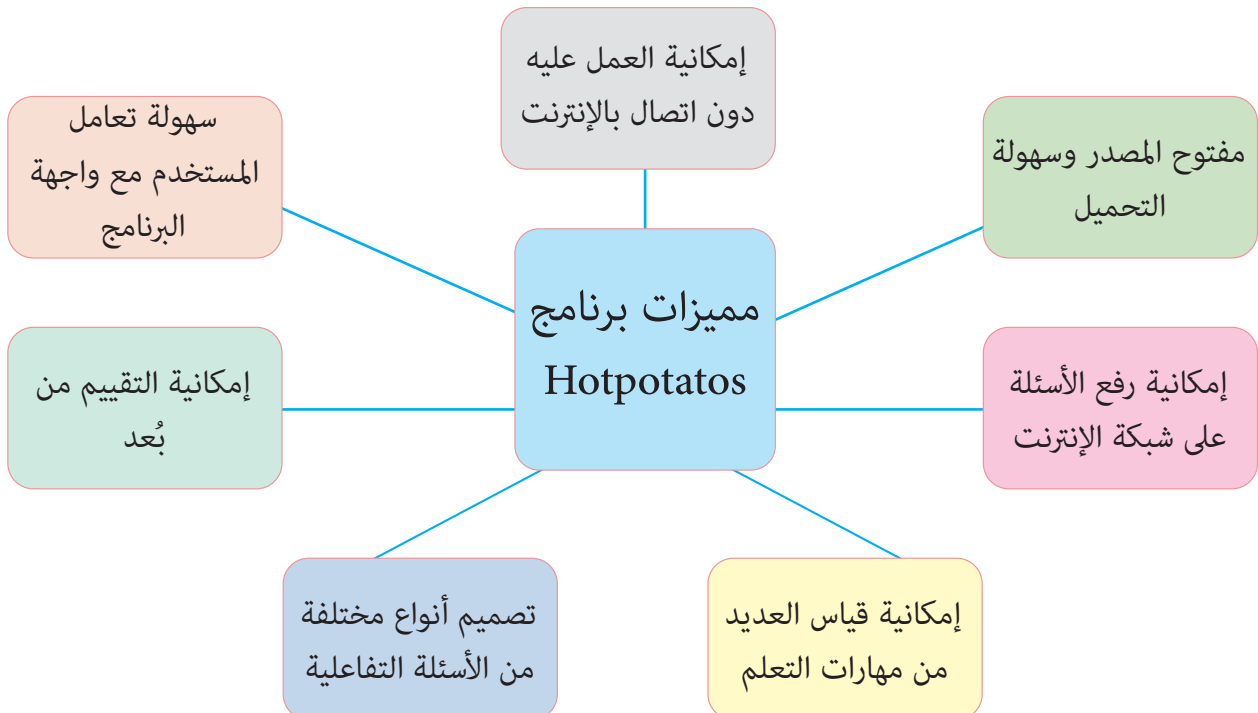 إمكانية العمل عليه
دون اتصال بالإنترنت
مفتوح المصدر وسهولة
التحميل
سهولة تعامل
المستخدم مع واجهة
البرنامج
مميزات برنامج
Hotpotatos
إمكانية رفع الأسئلة
على شبكة الإنترنت
إمكانية التقييم من
بُعد
إمكانية قياس العديد
من مهارات التعلم
تصميم أنواع مختلفة
من الأسئلة التفاعلية